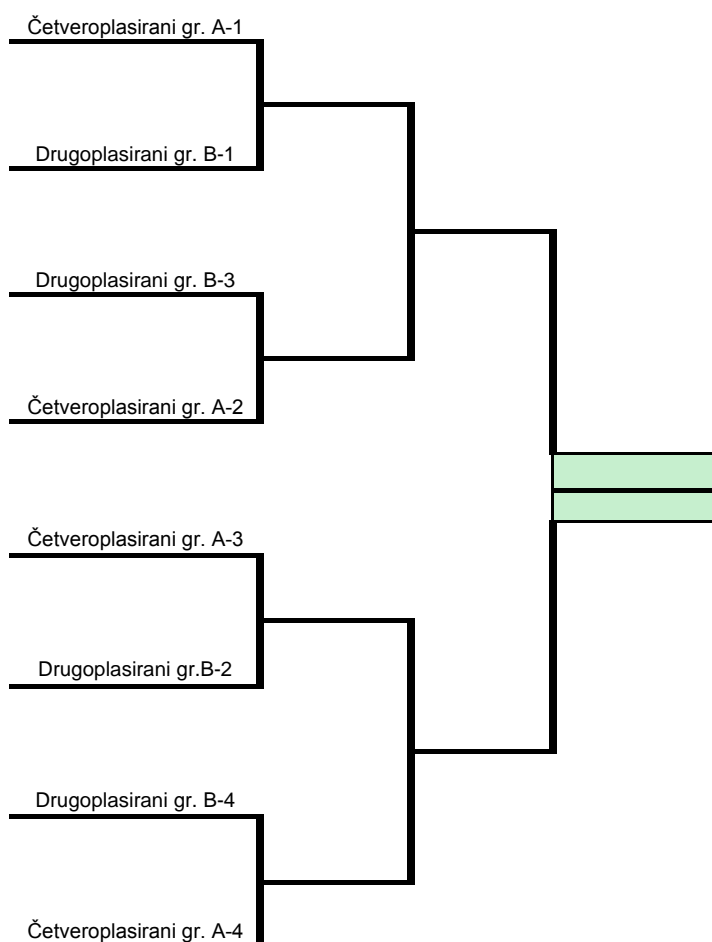 Četveroplasirani gr. A-1
Drugoplasirani gr. B-1
Drugoplasirani gr. B-3
Četveroplasirani gr. A-2
Četveroplasirani gr. A-3
Drugoplasirani gr.B-2
Drugoplasirani gr. B-4
Četveroplasirani gr. A-4